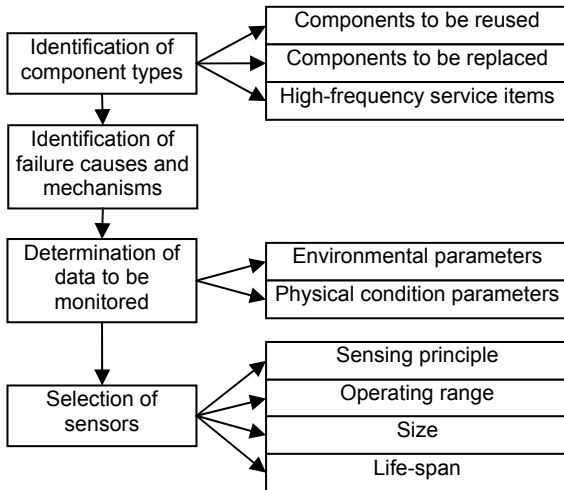 Identification of
component types
Components to be reused
Components to be replaced
High-frequency service items
Identification of
failure causes and
mechanisms
Determination of
data to be
monitored
Environmental parameters
Physical condition parameters
Selection of
sensors
Sensing principle
Operating range
Size
Life-span